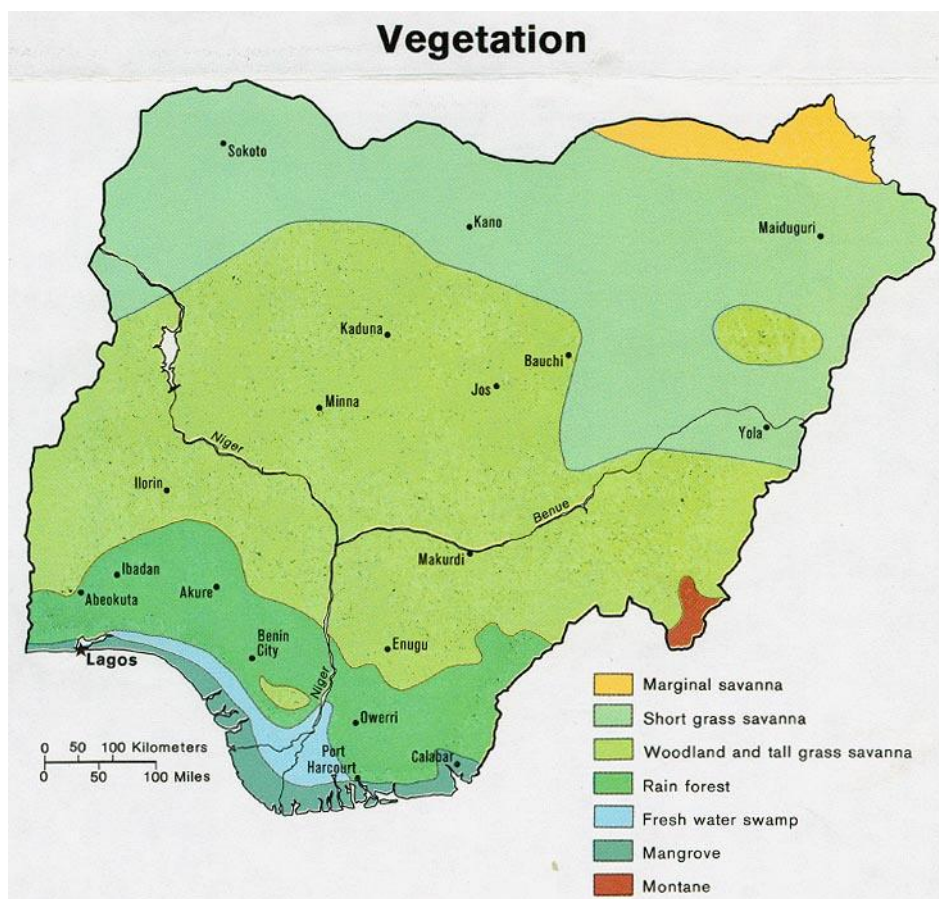 Vegetation
Sokoto
Kano
Maiduguri
Kaduna
Bauchi
Jos
Minna
Yola
Niger
Ilorin
Benue
Makurdi
Ibadan
Abeokuta
Akure
Benin
City
Enugu
Lagos
Niger
Owerri
Port
Harcourt
Calabar
0 50 100 Kilometers
0 50 100 Miles
Marginal savanna
Short grass savanna
Woodland and tall grass savanna
Rain forest
Fresh water swamp
Mangrove
Montane